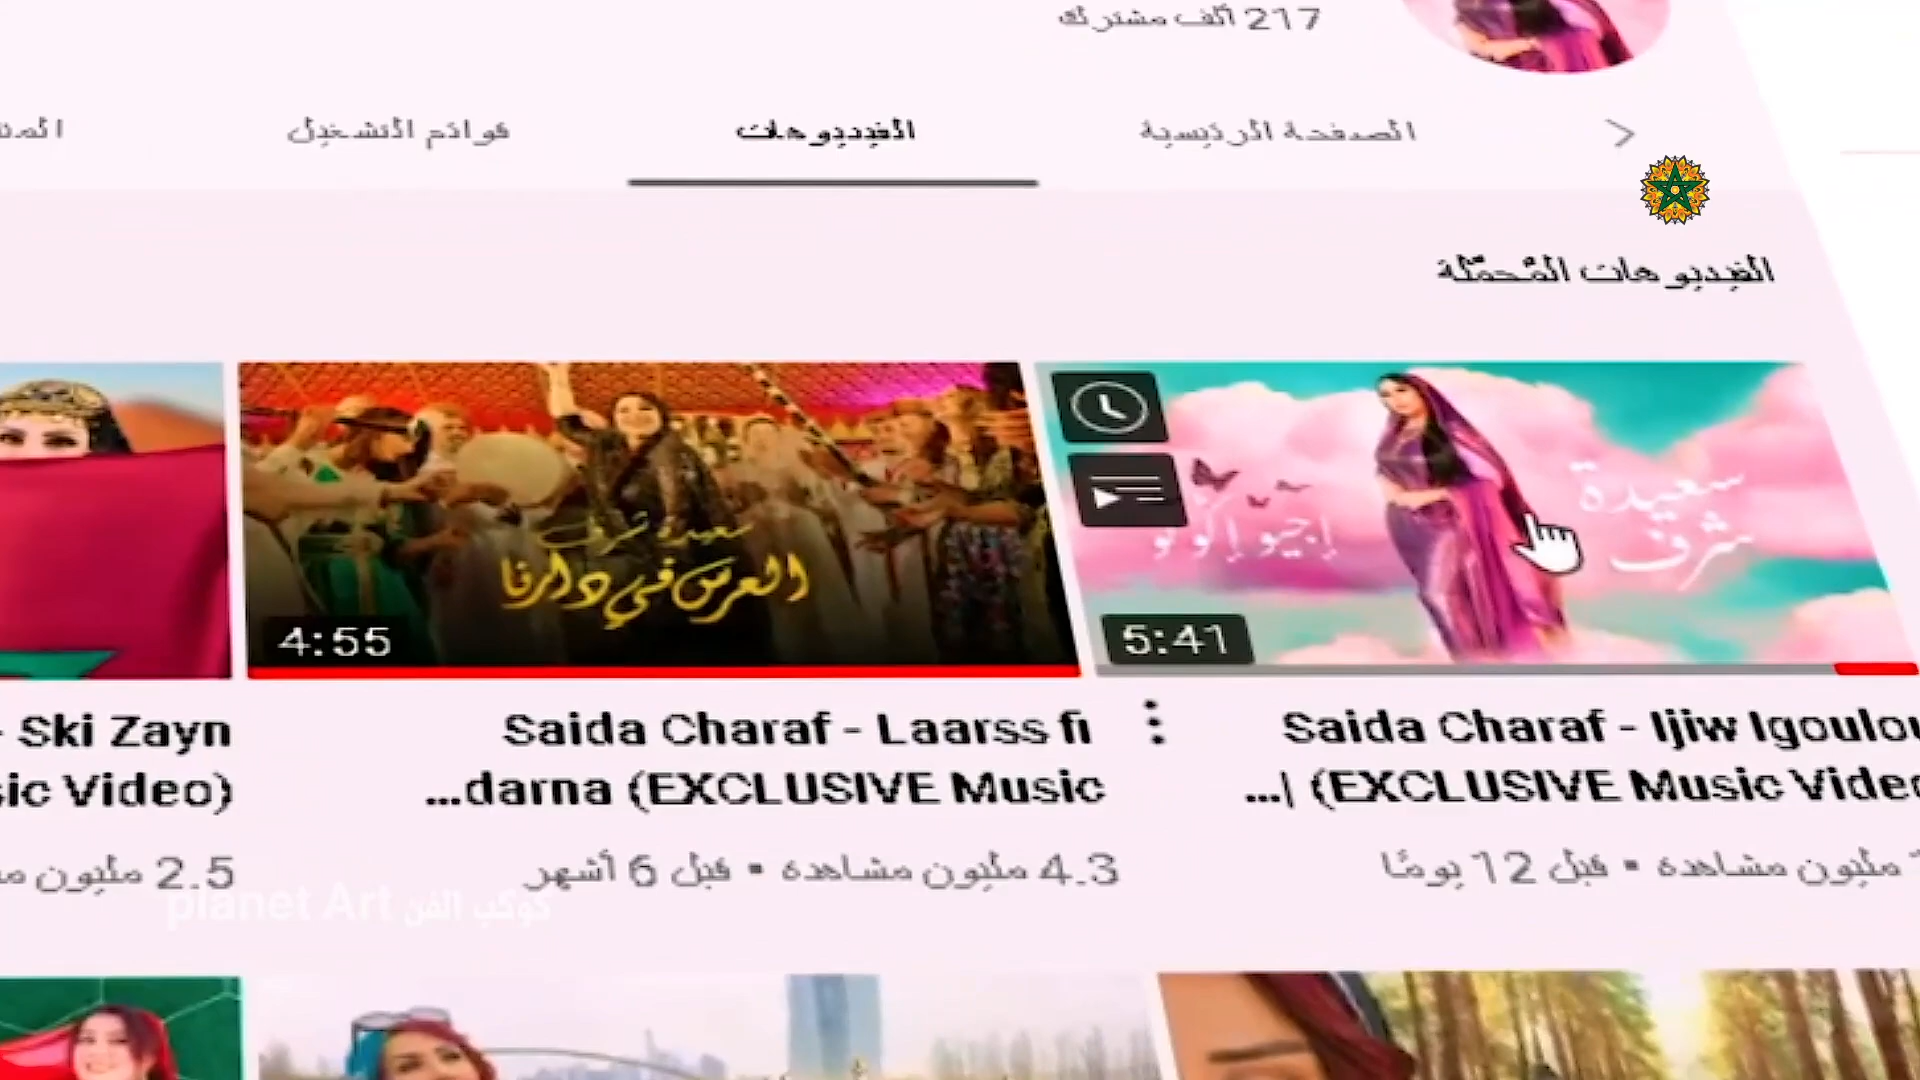 217 ألف مشترك
الصفحة الرئيسية
الفيديوهات
قوائم التشغيل
الفيديوهات المُحمَّلة
سعيدة شرف
إجيو إكولو
5:41
سعيدة شرف
العرس في دارنا
4:55
Saida Charaf - Ijiw Igoulou
...| (EXCLUSIVE Music Video
مليون مشاهدة • قبل 12 يومًا
Saida Charaf - Laarss fi
...darna (EXCLUSIVE Music
4.3 مليون مشاهدة • قبل 6 أشهر
- Ski Zayn
Video)
2.5 مليون
planet Art كوكب الفن